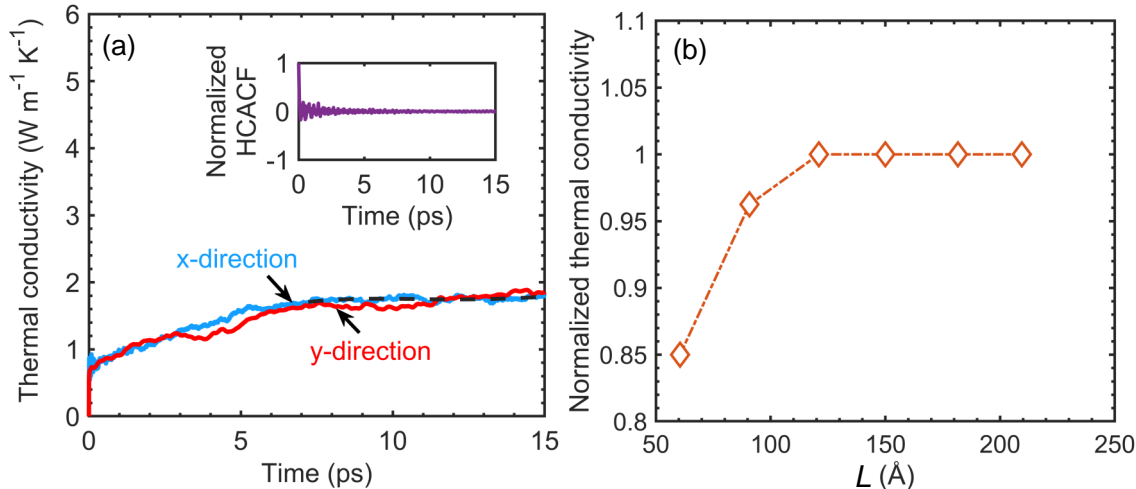 (a)
Thermal conductivity (W m⁻¹ K⁻¹)
6
5
4
3
2
1
0
0 5 10 15
Time (ps)
x-direction
y-direction
Normalized
HCACF
1
0
-1
0 5 10 15
Time (ps)
(b)
Normalized thermal conductivity
1.1
1.05
1
0.95
0.9
0.85
0.8
50 100 150 200 250
L (Å)